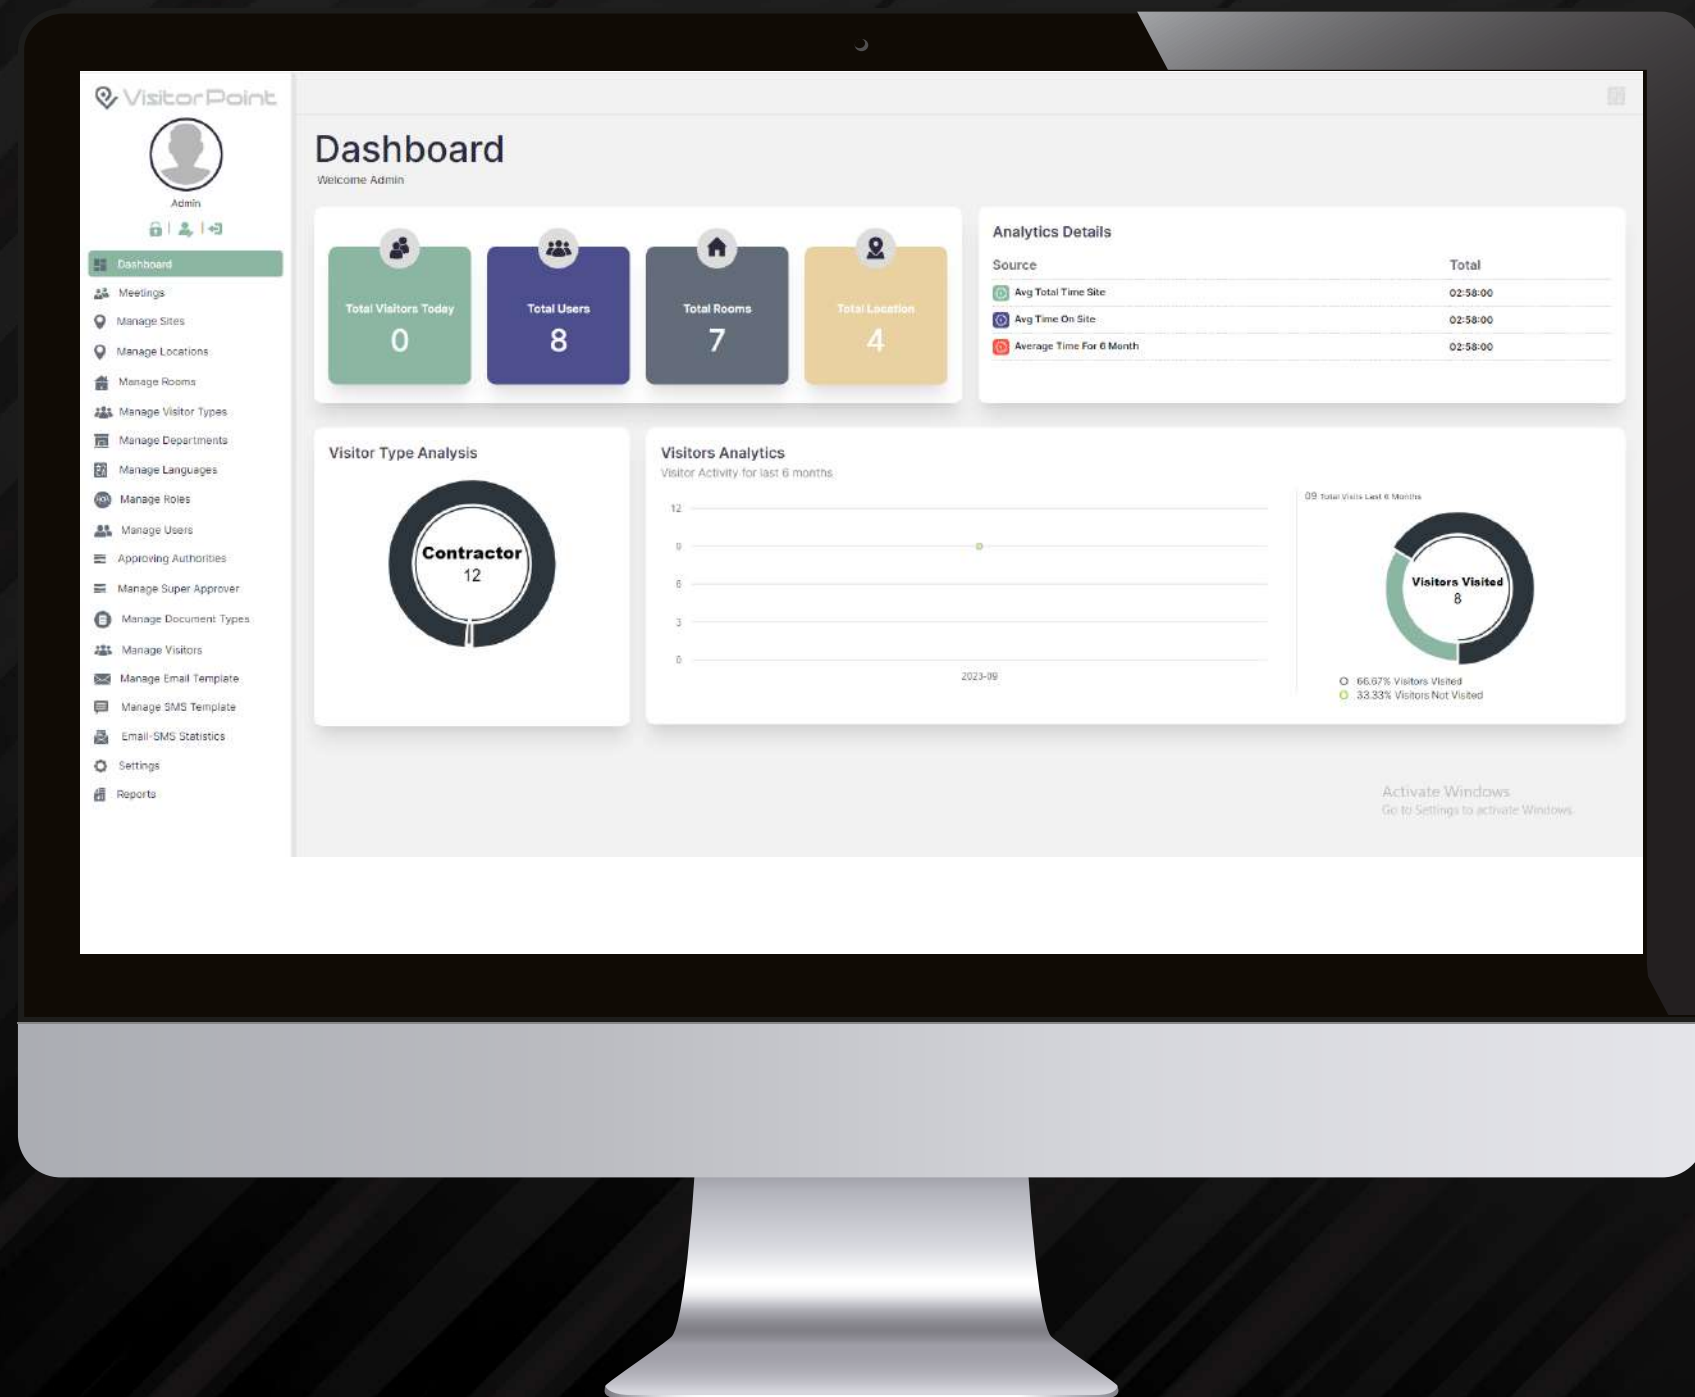 VisitorPoint
Admin
Dashboard
Meetings
Manage Sites
Manage Locations
Manage Rooms
Manage Visitor Types
Manage Departments
Manage Languages
Manage Roles
Manage Users
Approving Authorities
Manage Super Approver
Manage Document Types
Manage Visitors
Manage Email Template
Manage SMS Template
Email-SMS Statistics
Settings
Reports
Dashboard
Welcome Admin
Total Visitors Today
0
Total Users
8
Total Rooms
7
Total Location
4
Analytics Details
Source Total
Avg Total Time Site 02:58:00
Avg Time On Site 02:58:00
Average Time For 6 Month 02:58:00
Visitor Type Analysis
Contractor
12
Visitors Analytics
Visitor Activity for last 6 months
12
9
6
3
0
2023-09
09 Total Visits Last 6 Months
Visitors Visited
8
66.67% Visitors Visited
33.33% Visitors Not Visited
Activate Windows
Go to Settings to activate Windows.